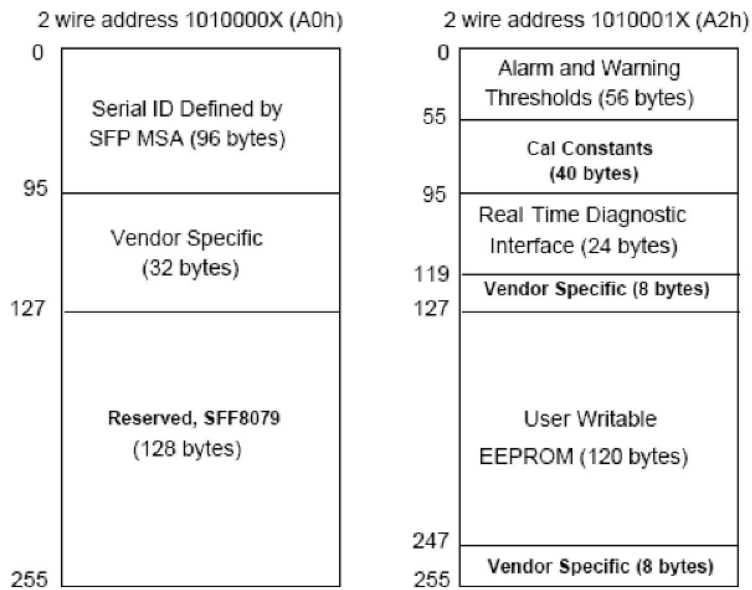 2 wire address 1010000X (A0h)
0
Serial ID Defined by
SFP MSA (96 bytes)
95
Vendor Specific
(32 bytes)
127
Reserved, SFF8079
(128 bytes)
255
2 wire address 1010001X (A2h)
0
Alarm and Warning
Thresholds (56 bytes)
55
Cal Constants
(40 bytes)
95
Real Time Diagnostic
Interface (24 bytes)
119
Vendor Specific (8 bytes)
127
User Writable
EEPROM (120 bytes)
247
Vendor Specific (8 bytes)
255